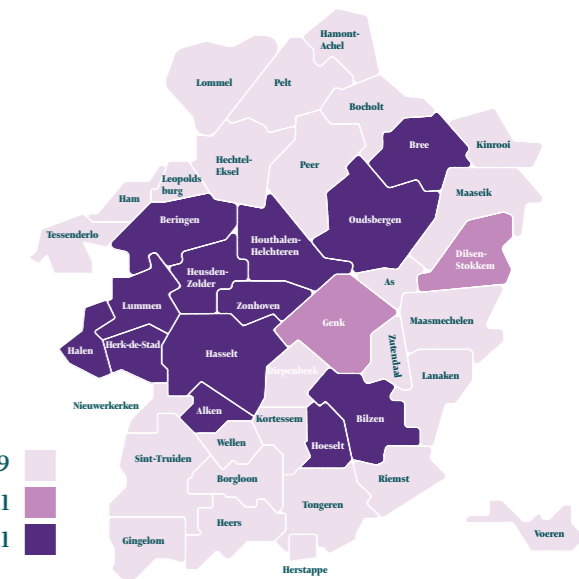 Hamont-
Achel
Lommel
Pelt
Bocholt
Bree
Kinrooi
Hechtel-
Eksel
Peer
Leopolds
burg
Ham
Maaseik
Beringen
Oudsbergen
Tessenderlo
Houthalen-
Helchteren
Dilsen-
Stokkem
Heusden-
Zolder
As
Lummen
Zonhoven
Genk
Maasmechelen
Halen
Herk-de-Stad
Hasselt
Zutendaal
Diepenbeek
Lanaken
Nieuwerkerken
Alken
Kortessem
Bilzen
Wellen
Hoeselt
Sint-Truiden
9
Borgloon
Riemst
1
Tongeren
Heers
1
Gingelom
Voeren
Herstappe